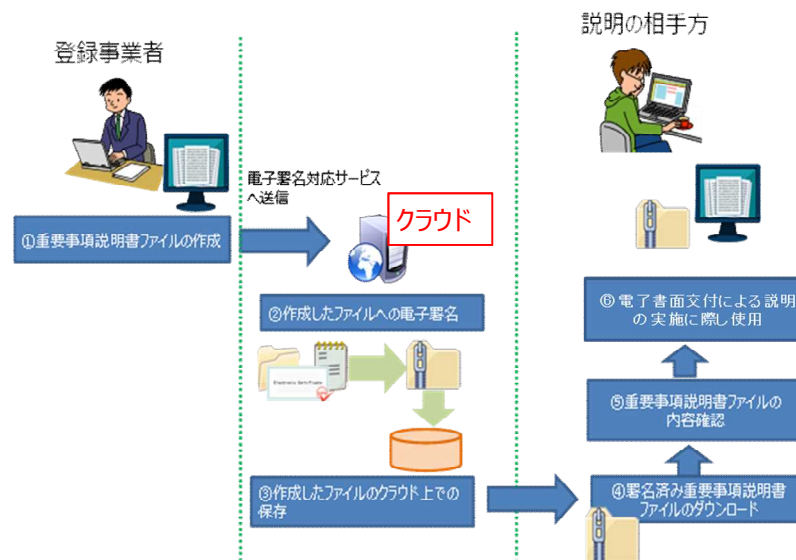 登録事業者
①重要事項説明書ファイルの作成
電子署名対応サービス
へ送信
クラウド
②作成したファイルへの電子署名
Electronic Certificate
③作成したファイルのクラウド上での
保存
説明の相手方
⑥電子書面交付による説明
の実施に際し使用
⑤重要事項説明書ファイルの
内容確認
④署名済み重要事項説明書
ファイルのダウンロード